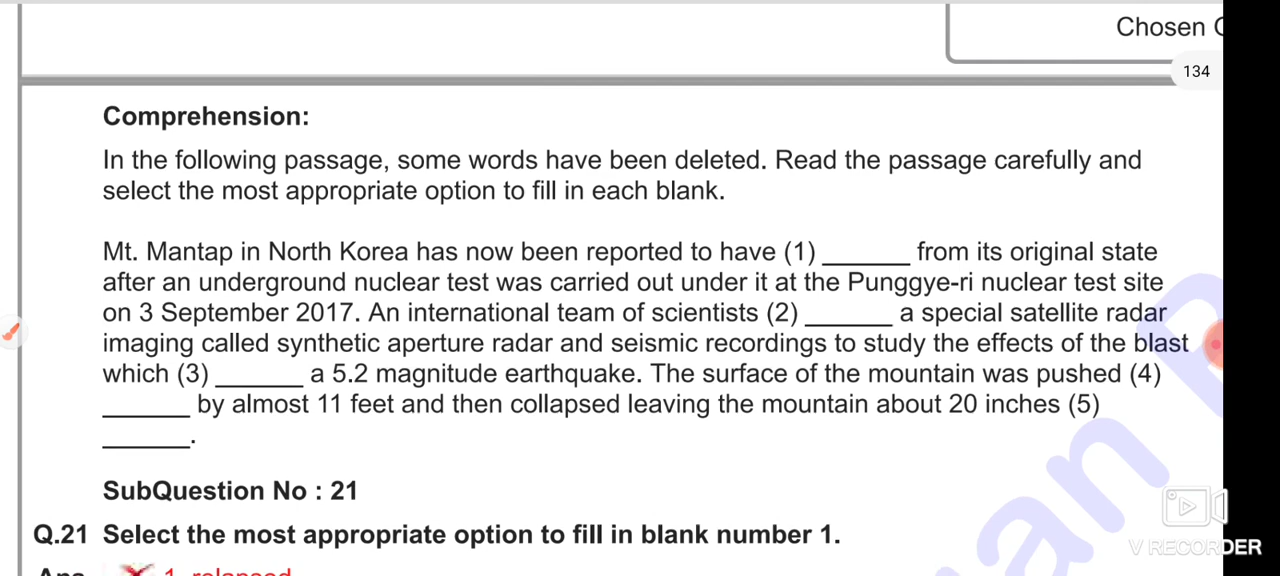 Chosen
134
Comprehension:
In the following passage, some words have been deleted. Read the passage carefully and
select the most appropriate option to fill in each blank.
Mt. Mantap in North Korea has now been reported to have (1) ______ from its original state
after an underground nuclear test was carried out under it at the Punggye-ri nuclear test site
on 3 September 2017. An international team of scientists (2) ______ a special satellite radar
imaging called synthetic aperture radar and seismic recordings to study the effects of the blast
which (3) ______ a 5.2 magnitude earthquake. The surface of the mountain was pushed (4)
______ by almost 11 feet and then collapsed leaving the mountain about 20 inches (5)
______.
SubQuestion No : 21
Q.21 Select the most appropriate option to fill in blank number 1.
Ans 1. relapsed
V RECORDER